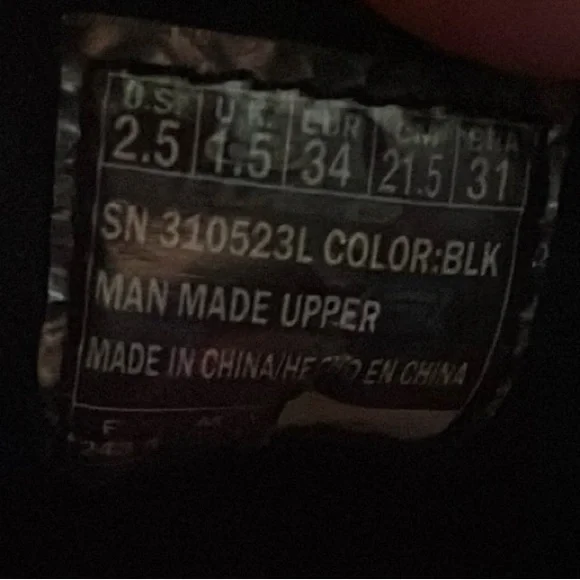 U.S. U.K. EUR CM BRA
2.5 1.5 34 21.5 31
SN 310523L COLOR:BLK
MAN MADE UPPER
MADE IN CHINA/HECHO EN CHINA
F